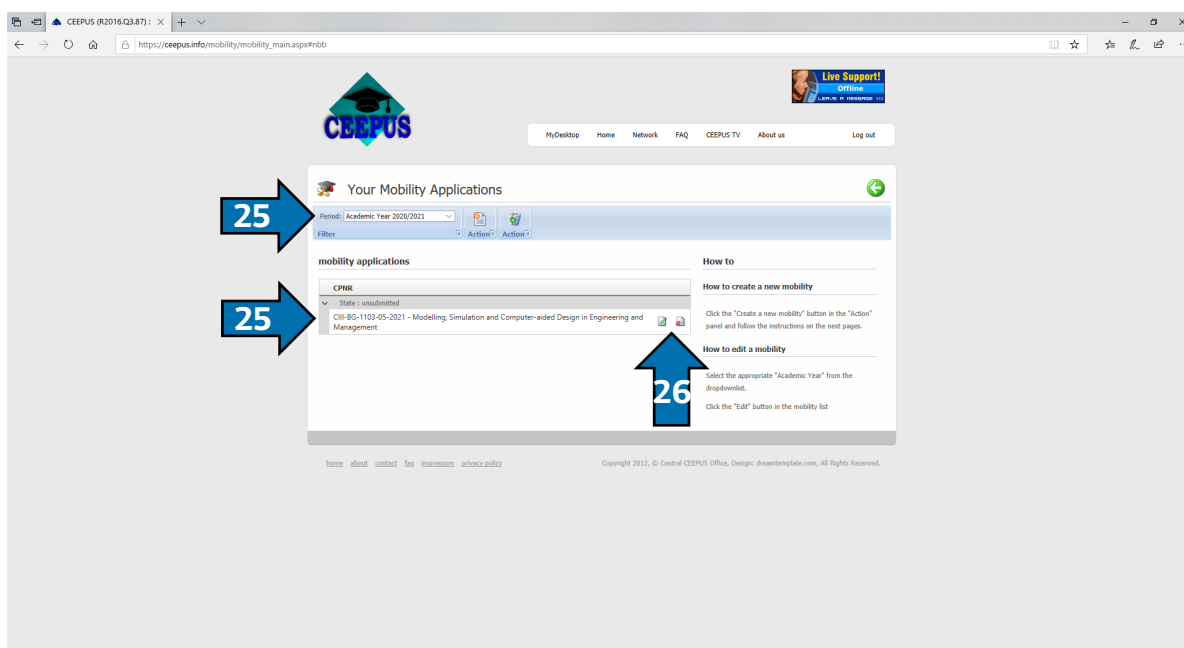 CEEPUS (R2016.Q3.87) :
https://ceepus.info/mobility/mobility_main.aspx#nbb
CEEPUS
Live Support!
Offline
LEAVE A MESSAGE <<
MyDesktop Home Network FAQ CEEPUS TV About us Log out
Your Mobility Applications
25
Period: Academic Year 2020/2021
Filter Action Action
mobility applications
How to
CPNR
How to create a new mobility
State : unsubmitted
25
CIII-BG-1103-05-2021 - Modelling, Simulation and Computer-aided Design in Engineering and
Management
Click the "Create a new mobility" button in the "Action"
panel and follow the instructions on the next pages.
How to edit a mobility
26
Select the appropriate "Academic Year" from the
dropdownlist.
Click the "Edit" button in the mobility list
home about contact faq impressum privacy policy
Copyright 2012, © Central CEEPUS Office, Design: dreamtemplate.com, All Rights Reserved.